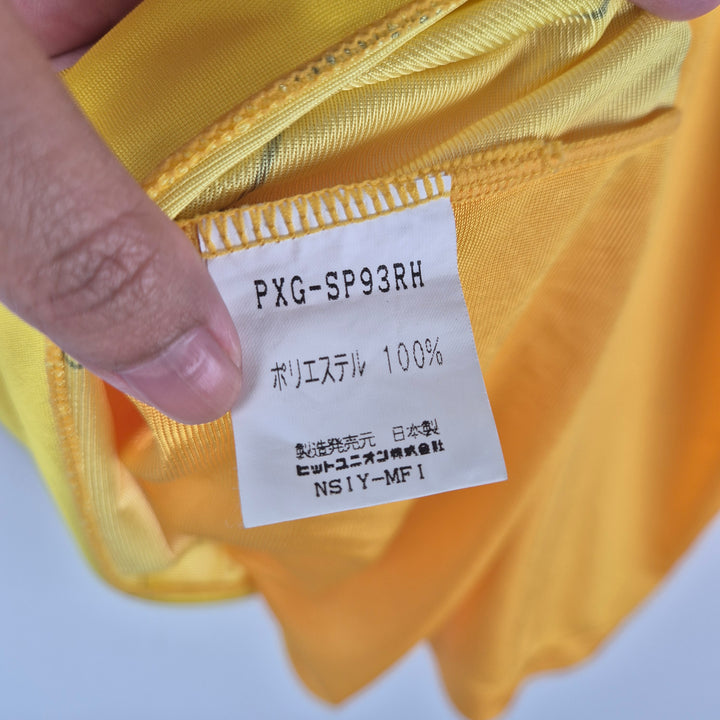 PXG-SP93RH
ポリエステル 100%
製造発売元 日本製
ヒットユニオン株式会社
NSIY-MFI